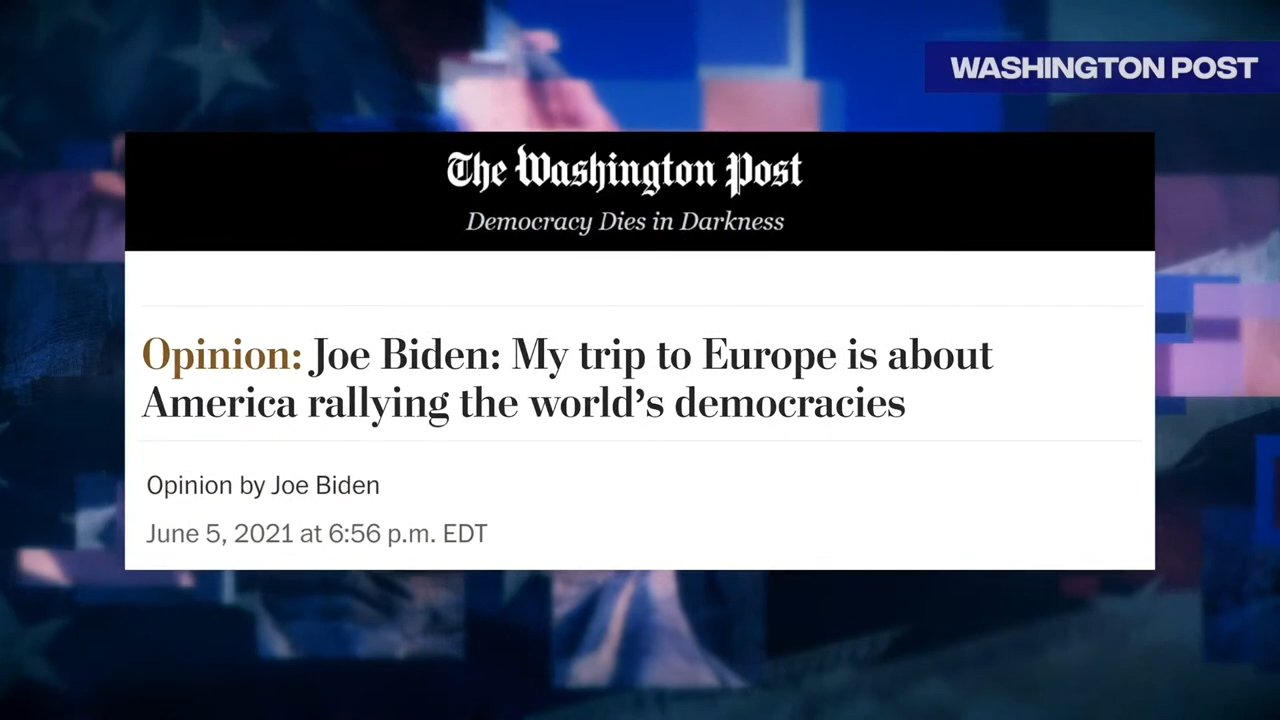 WASHINGTON POST
The Washington Post
Democracy Dies in Darkness
Opinion: Joe Biden: My trip to Europe is about
America rallying the world’s democracies
Opinion by Joe Biden
June 5, 2021 at 6:56 p.m. EDT